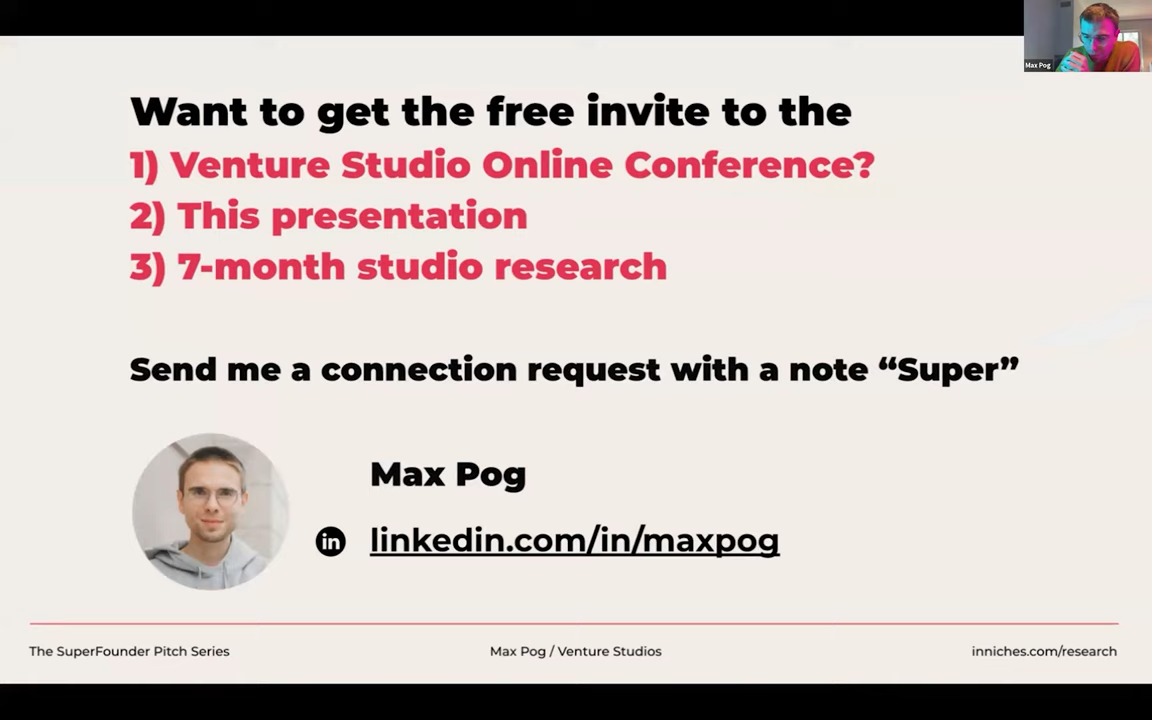 Max Pog
Want to get the free invite to the
1) Venture Studio Online Conference?
2) This presentation
3) 7-month studio research
Send me a connection request with a note “Super”
Max Pog
in linkedin.com/in/maxpog
The SuperFounder Pitch Series
Max Pog / Venture Studios
inniches.com/research